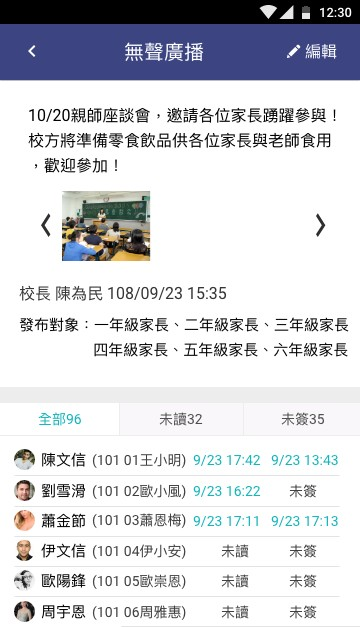 12:30
無聲廣播
編輯
10/20親師座談會，邀請各位家長踴躍參與！
校方將準備零食飲品供各位家長與老師食用
，歡迎參加！
校長 陳為民 108/09/23 15:35
發布對象：一年級家長、二年級家長、三年級家長
四年級家長、五年級家長、六年級家長
全部96 未讀32 未簽35
陳文信 (101 01王小明) 9/23 17:42 9/23 13:43
劉雪滑 (101 02歐小風) 9/23 16:22 未簽
蕭金節 (101 03蕭恩梅) 9/23 17:11 9/23 17:13
伊文信 (101 04伊小安) 未讀 未簽
歐陽鋒 (101 05歐崇恩) 未讀 未簽
周宇恩 (101 06周雅惠) 未讀 未簽